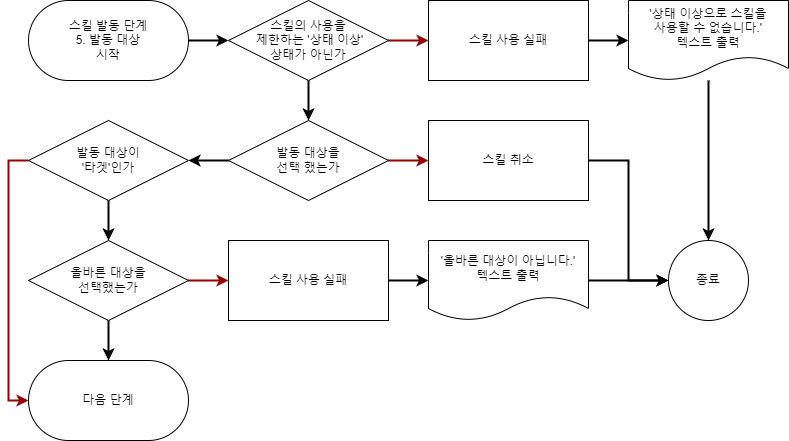 스킬 발동 단계
5. 발동 대상
시작
스킬의 사용을
제한하는 '상태 이상'
상태가 아닌가
스킬 사용 실패
'상태 이상으로 스킬을
사용할 수 없습니다.'
텍스트 출력
발동 대상이
'타겟'인가
발동 대상을
선택 했는가
스킬 취소
올바른 대상을
선택했는가
스킬 사용 실패
'올바른 대상이 아닙니다.'
텍스트 출력
종료
다음 단계